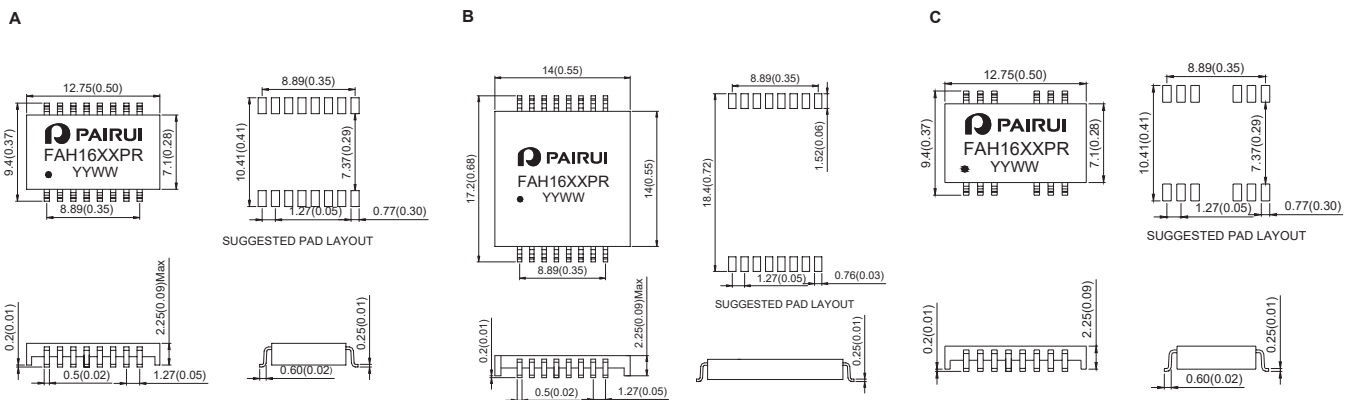 A
12.75(0.50)
9.4(0.37)
PAIRUI
FAH16XXPR
YYWW
7.1(0.28)
8.89(0.35)
8.89(0.35)
10.41(0.41)
7.37(0.29)
1.27(0.05)
0.77(0.30)
SUGGESTED PAD LAYOUT
0.2(0.01)
2.25(0.09)Max
0.5(0.02)
1.27(0.05)
0.25(0.01)
0.60(0.02)
B
14(0.55)
17.2(0.68)
PAIRUI
FAH16XXPR
YYWW
14(0.55)
8.89(0.35)
8.89(0.35)
18.4(0.72)
1.52(0.06)
1.27(0.05)
0.76(0.03)
SUGGESTED PAD LAYOUT
0.2(0.01)
2.25(0.09)Max
0.5(0.02)
1.27(0.05)
0.25(0.01)
C
12.75(0.50)
9.4(0.37)
PAIRUI
FAH16XXPR
YYWW
7.1(0.28)
8.89(0.35)
10.41(0.41)
7.37(0.29)
1.27(0.05)
0.77(0.30)
SUGGESTED PAD LAYOUT
0.2(0.01)
2.25(0.09)
0.25(0.01)
0.60(0.02)